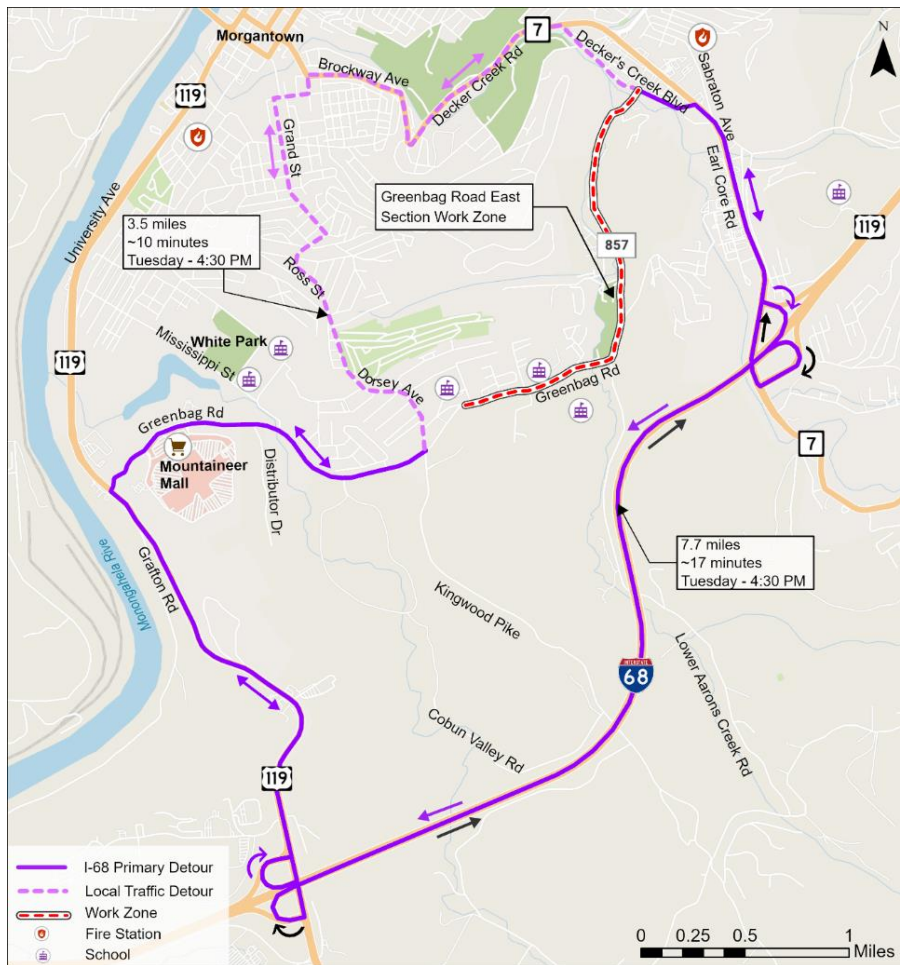 Morgantown
7
N
Brockway Ave
Decker Creek Rd
Decker's Creek Blvd
Sabraton Ave
119
Grand St
University Ave
Greenbag Road East
Section Work Zone
Earl Core Rd
3.5 miles
~10 minutes
Tuesday - 4:30 PM
857
119
Ross St
White Park
Mississippi St
119
Dorsey Ave
Greenbag Rd
Greenbag Rd
7
Mountaineer
Mall
Distributor Dr
7.7 miles
~17 minutes
Tuesday - 4:30 PM
Monongahela Rive
Grafton Rd
Kingwood Pike
INTERSTATE
68
Lower Aarons Creek Rd
Cobun Valley Rd
119
I-68 Primary Detour
Local Traffic Detour
Work Zone
Fire Station
School
0 0.25 0.5 1
Miles